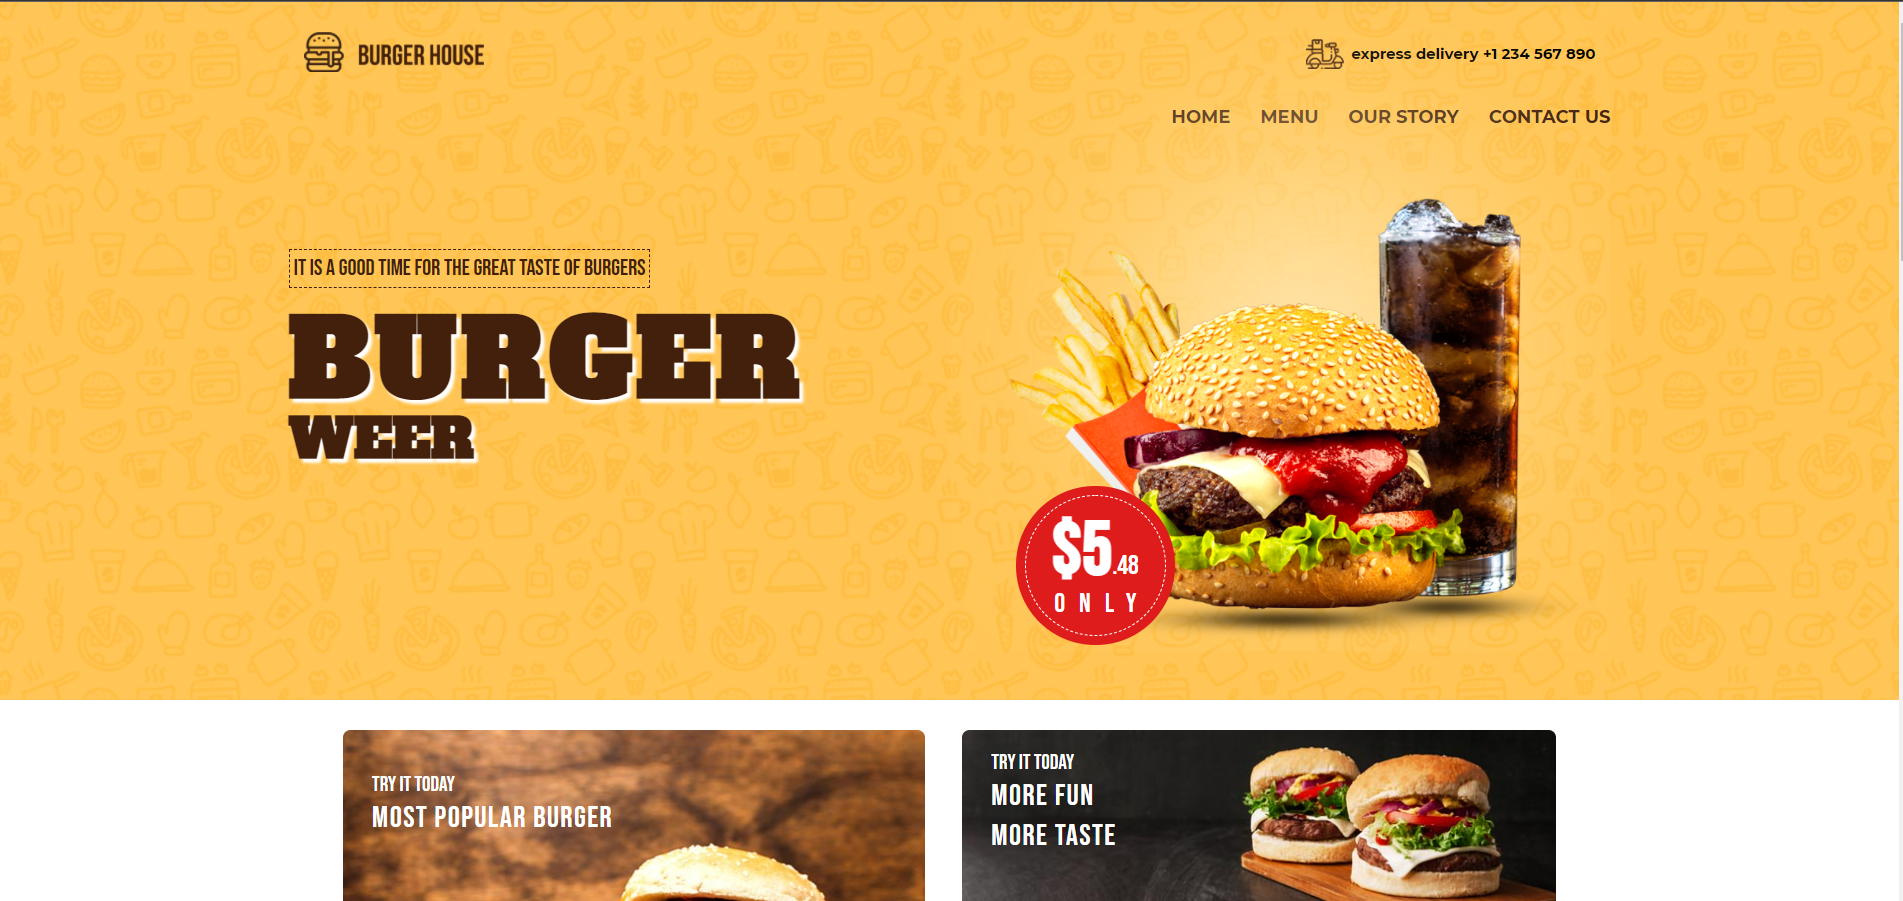 BURGER HOUSE
express delivery +1 234 567 890
HOME MENU OUR STORY CONTACT US
IT IS A GOOD TIME FOR THE GREAT TASTE OF BURGERS
BURGER
WEER
$5.48
ONLY
TRY IT TODAY
MOST POPULAR BURGER
TRY IT TODAY
MORE FUN
MORE TASTE